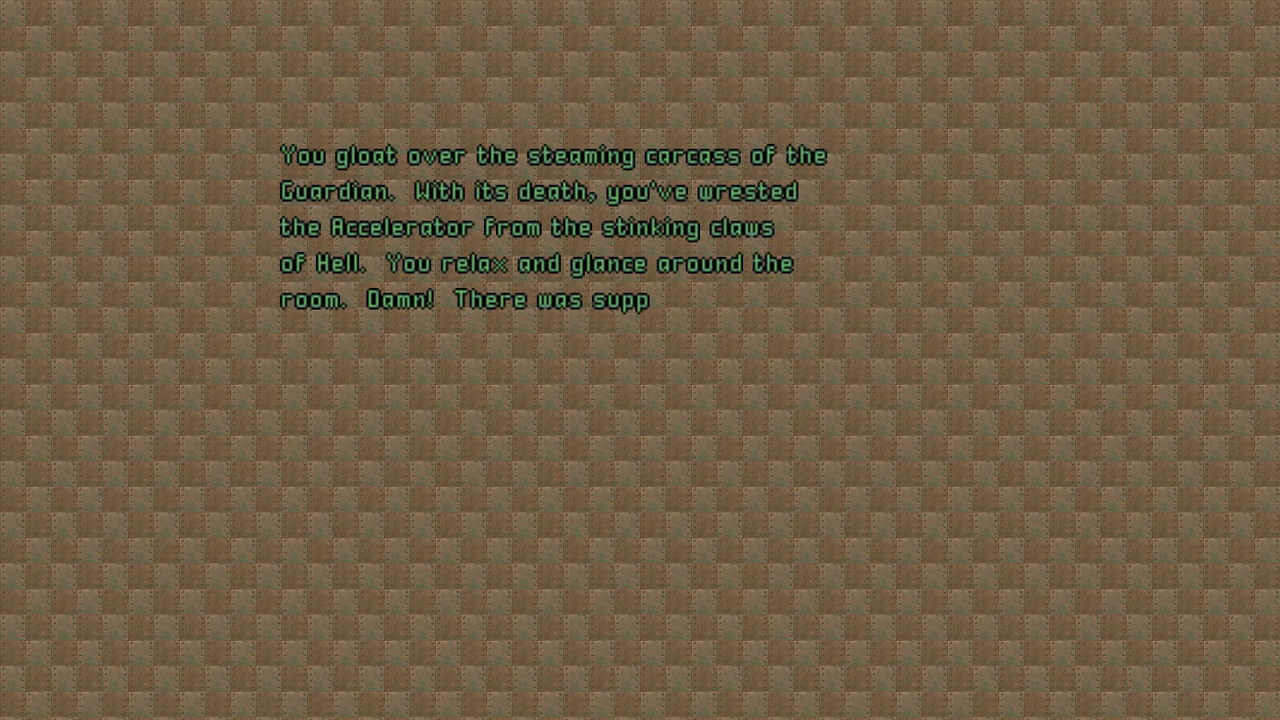 You gloat over the steaming carcass of the
Guardian.  With its death, you've wrested
the Accelerator from the stinking claws
of Hell.  You relax and glance around the
room.  Damn!  There was supp